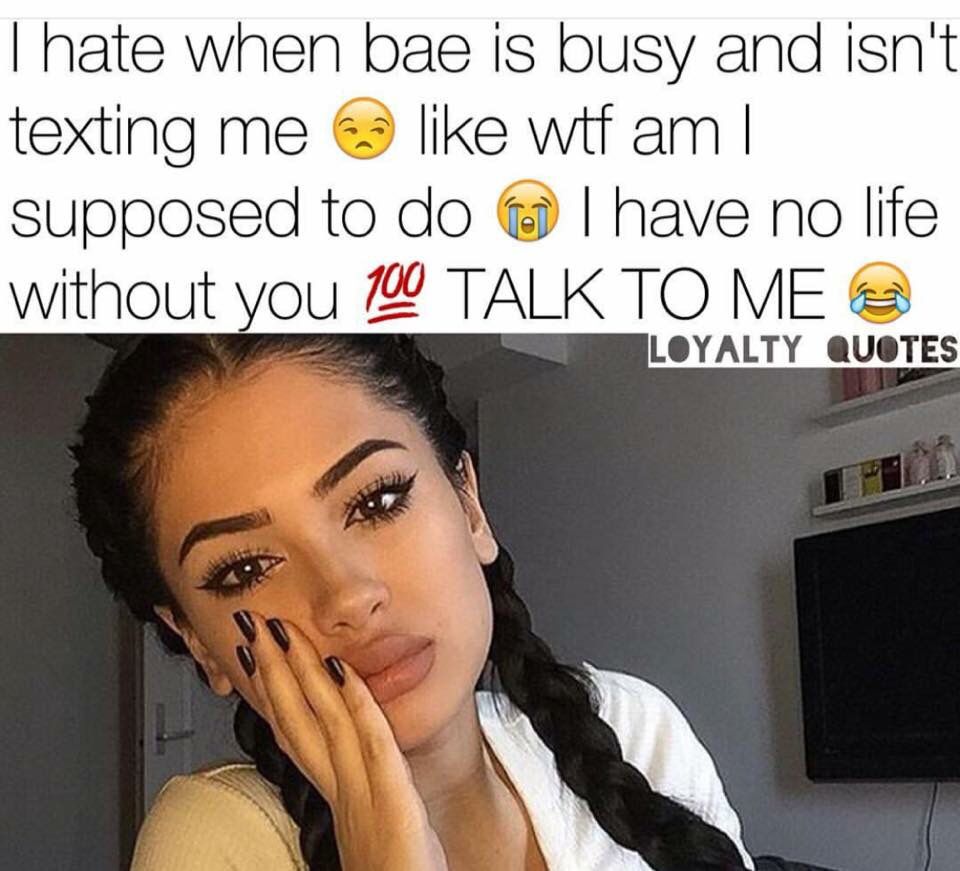 I hate when bae is busy and isn't
texting me 😒 like wtf am I
supposed to do 😭 I have no life
without you 💯 TALK TO ME 😂
LOYALTY QUOTES